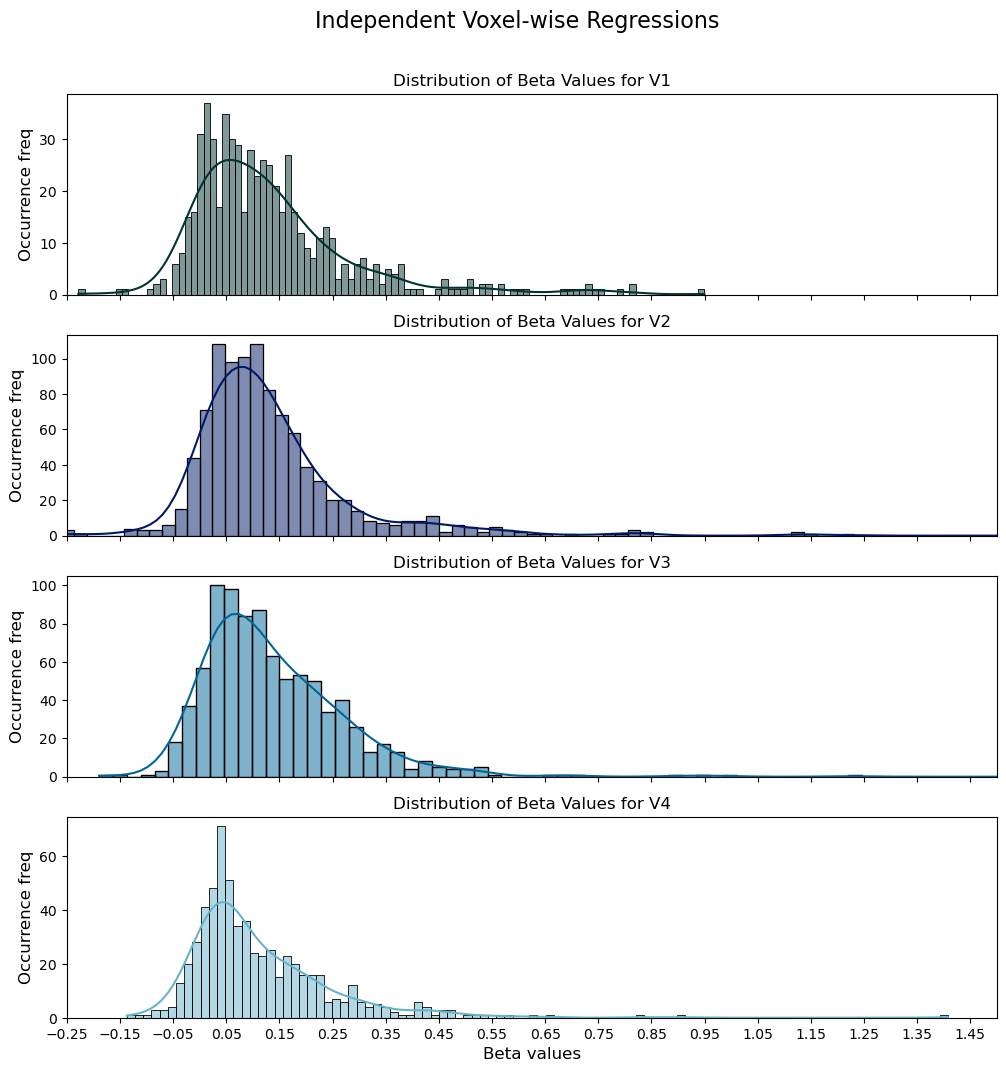 Independent Voxel-wise Regressions
Distribution of Beta Values for V1
Occurrence freq
30
20
10
0
Distribution of Beta Values for V2
Occurrence freq
100
80
60
40
20
0
Distribution of Beta Values for V3
Occurrence freq
100
80
60
40
20
0
Distribution of Beta Values for V4
Occurrence freq
60
40
20
0
−0.25 −0.15 −0.05 0.05 0.15 0.25 0.35 0.45 0.55 0.65 0.75 0.85 0.95 1.05 1.15 1.25 1.35 1.45
Beta values